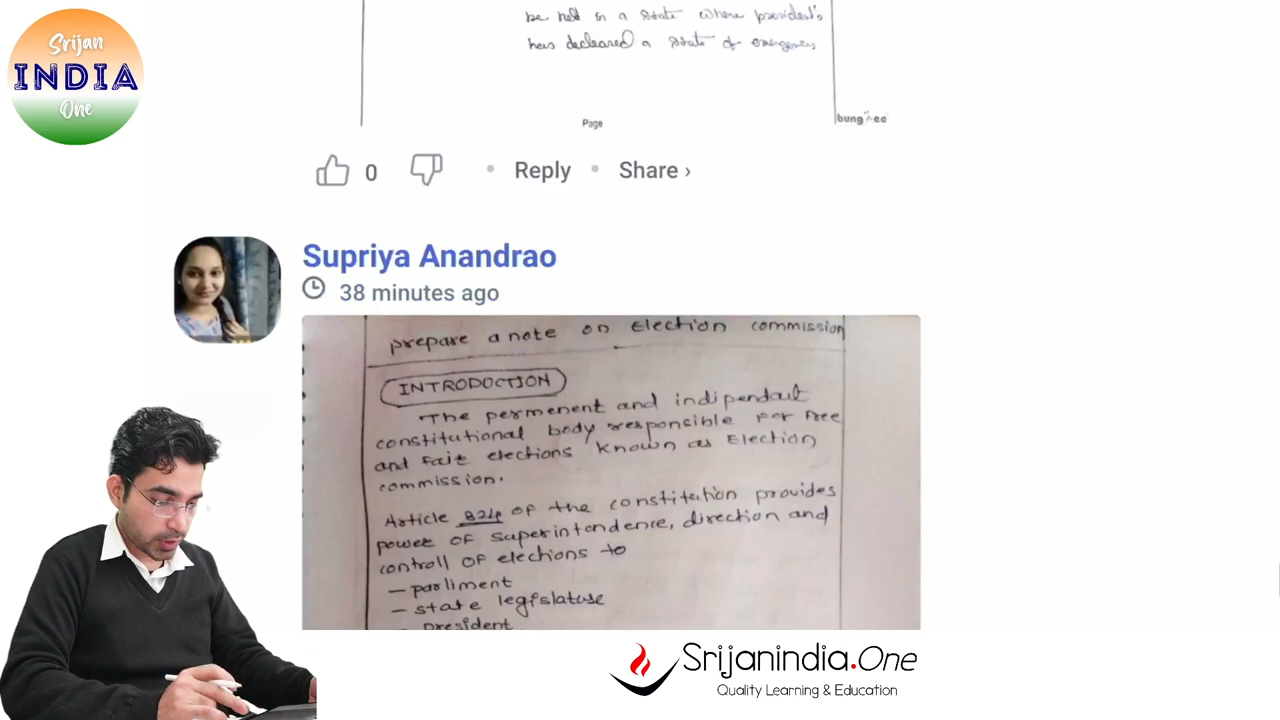 Srijan
INDIA
One
be held in a state where president's
has decleared a state of emergency
Page
bungee
0
Reply
Share ›
Supriya Anandrao
38 minutes ago
prepare a note on Election commission
INTRODUCTION
The permenent and indipendent
constitutional body responsible for free
and fair elections known as Election
commission.
Article 324 of the constitution provides
power of superintendence, direction and
controll of elections to
- parliment
- state legislature
- president
Srijanindia.One
Quality Learning & Education